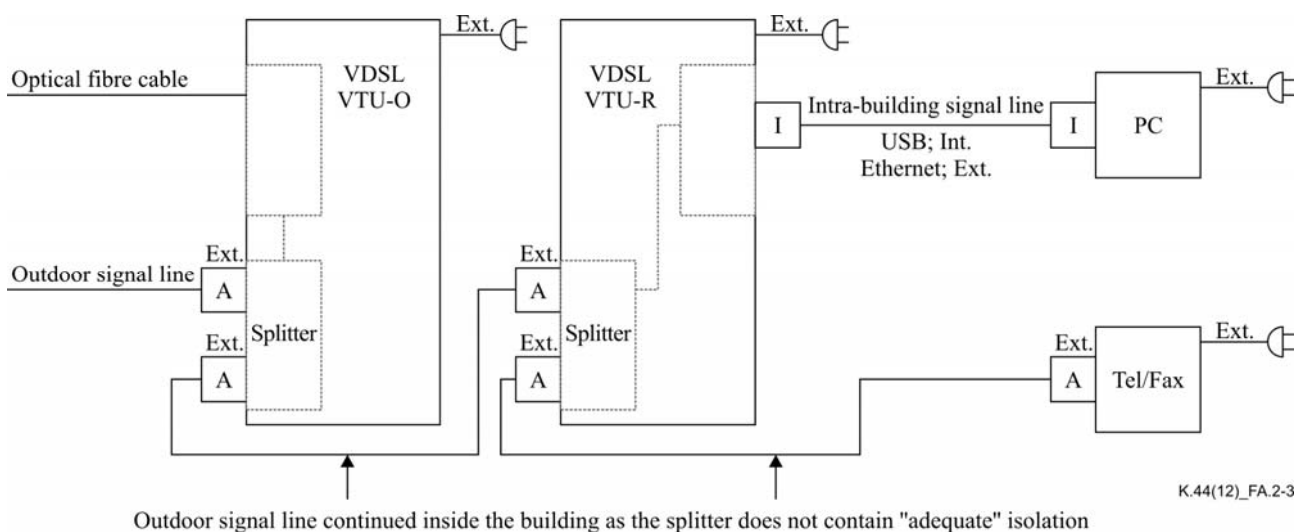 Ext.
Ext.
Optical fibre cable
VDSL
VTU-O
VDSL
VTU-R
Ext.
I
Intra-building signal line
USB; Int.
Ethernet; Ext.
I
PC
Outdoor signal line
Ext.
A
Splitter
Ext.
A
Ext.
A
Splitter
Ext.
A
Ext.
A
Tel/Fax
Ext.
K.44(12)_FA.2-3
Outdoor signal line continued inside the building as the splitter does not contain "adequate" isolation